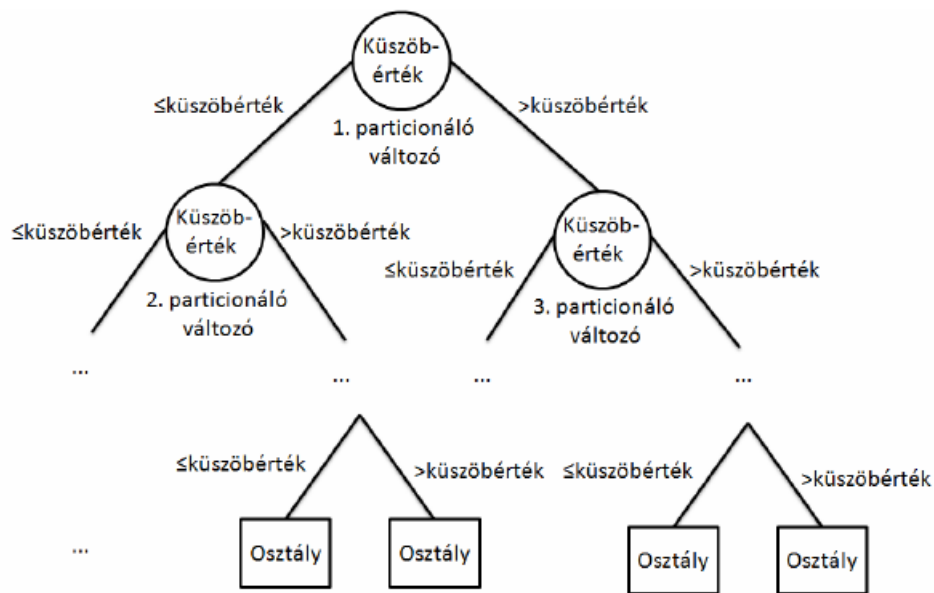 Küszöb-
érték
≤küszöbérték
>küszöbérték
1. particionáló
változó
Küszöb-
érték
≤küszöbérték
>küszöbérték
2. particionáló
változó
Küszöb-
érték
≤küszöbérték
>küszöbérték
3. particionáló
változó
...
...
...
...
≤küszöbérték
>küszöbérték
≤küszöbérték
>küszöbérték
...
Osztály
Osztály
Osztály
Osztály